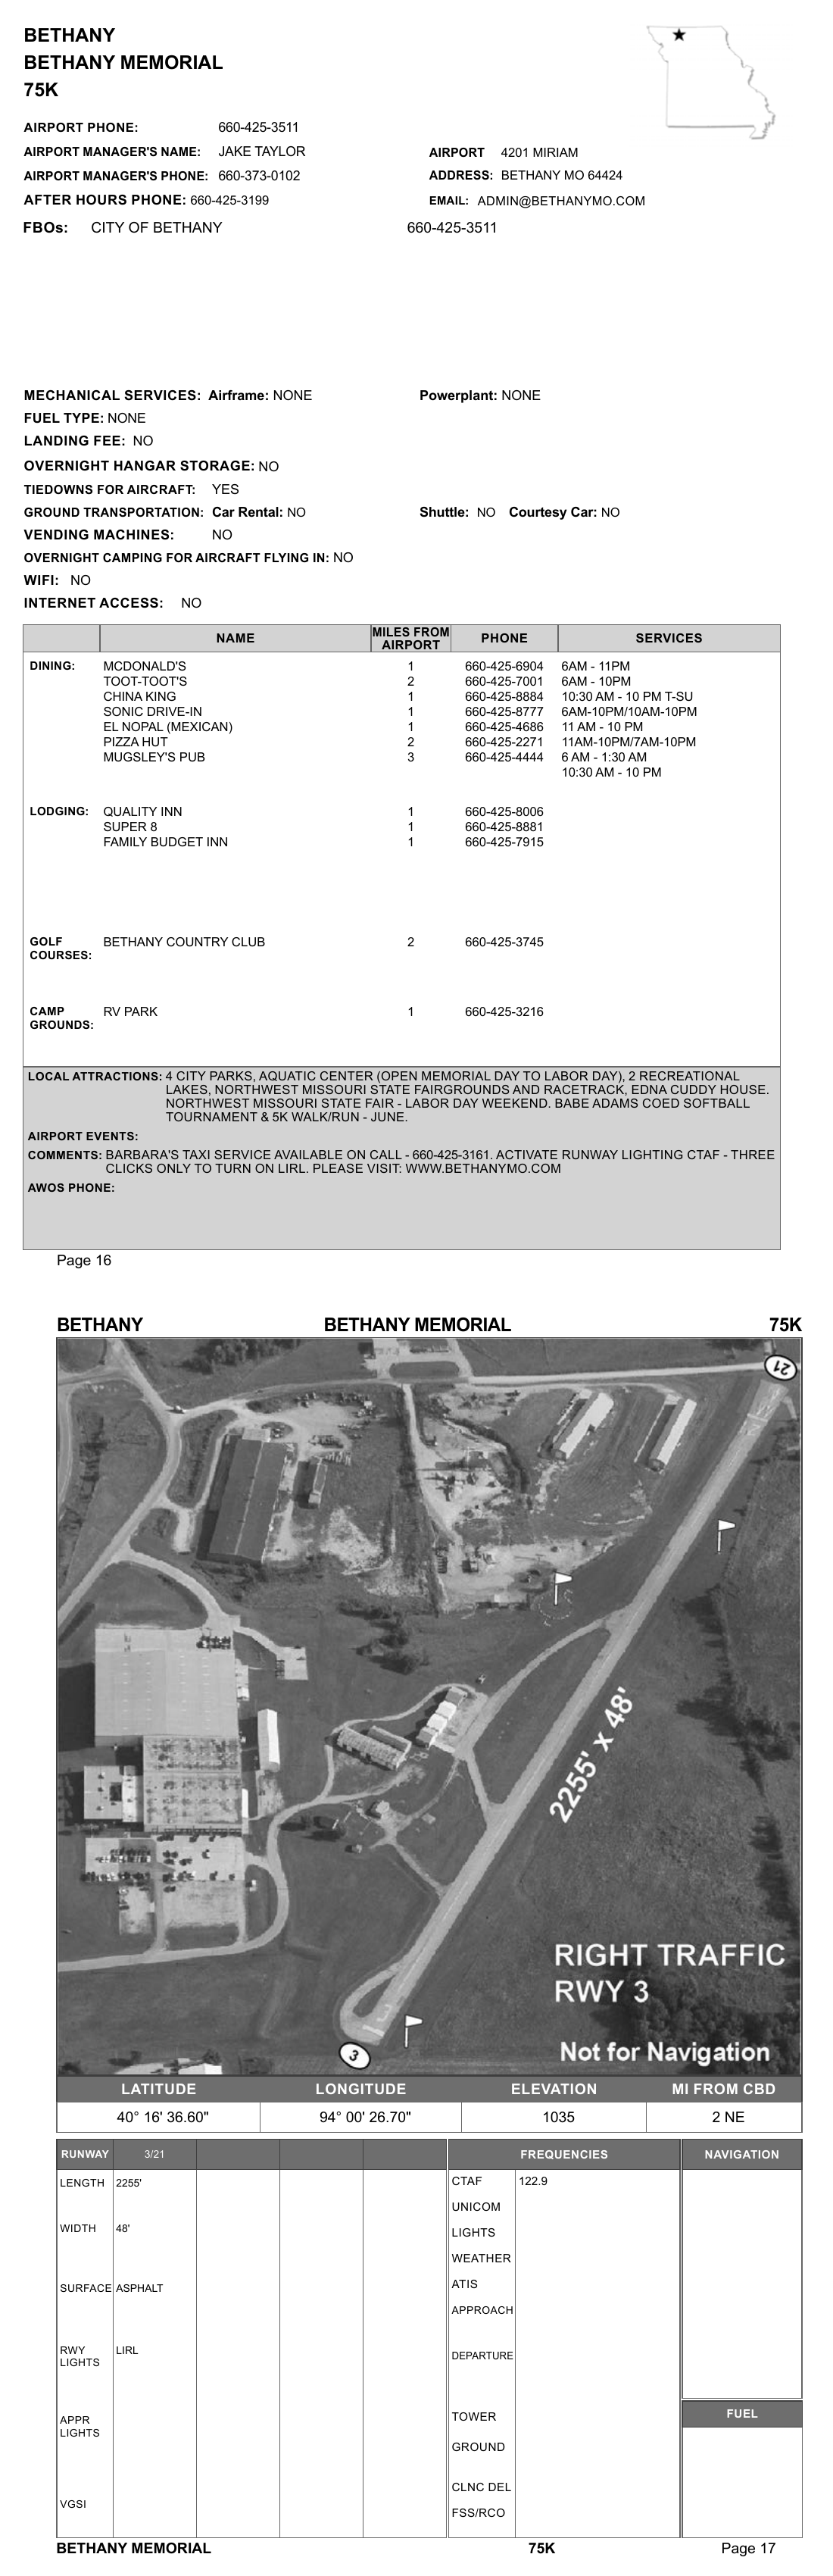 BETHANY
BETHANY MEMORIAL
75K
AIRPORT PHONE: 660-425-3511
AIRPORT MANAGER'S NAME: JAKE TAYLOR
AIRPORT MANAGER'S PHONE: 660-373-0102
AFTER HOURS PHONE: 660-425-3199
AIRPORT 4201 MIRIAM
ADDRESS: BETHANY MO 64424
EMAIL: ADMIN@BETHANYMO.COM
FBOs: CITY OF BETHANY 660-425-3511
MECHANICAL SERVICES: Airframe: NONE Powerplant: NONE
FUEL TYPE: NONE
LANDING FEE: NO
OVERNIGHT HANGAR STORAGE: NO
TIEDOWNS FOR AIRCRAFT: YES
GROUND TRANSPORTATION: Car Rental: NO Shuttle: NO Courtesy Car: NO
VENDING MACHINES: NO
OVERNIGHT CAMPING FOR AIRCRAFT FLYING IN: NO
WIFI: NO
INTERNET ACCESS: NO
NAME MILES FROM AIRPORT PHONE SERVICES
DINING: MCDONALD'S 1 660-425-6904 6AM - 11PM
TOOT-TOOT'S 2 660-425-7001 6AM - 10PM
CHINA KING 1 660-425-8884 10:30 AM - 10 PM T-SU
SONIC DRIVE-IN 1 660-425-8777 6AM-10PM/10AM-10PM
EL NOPAL (MEXICAN) 1 660-425-4686 11 AM - 10 PM
PIZZA HUT 2 660-425-2271 11AM-10PM/7AM-10PM
MUGSLEY'S PUB 3 660-425-4444 6 AM - 1:30 AM
10:30 AM - 10 PM
LODGING: QUALITY INN 1 660-425-8006
SUPER 8 1 660-425-8881
FAMILY BUDGET INN 1 660-425-7915
GOLF COURSES: BETHANY COUNTRY CLUB 2 660-425-3745
CAMP GROUNDS: RV PARK 1 660-425-3216
LOCAL ATTRACTIONS: 4 CITY PARKS, AQUATIC CENTER (OPEN MEMORIAL DAY TO LABOR DAY), 2 RECREATIONAL
LAKES, NORTHWEST MISSOURI STATE FAIRGROUNDS AND RACETRACK, EDNA CUDDY HOUSE.
NORTHWEST MISSOURI STATE FAIR - LABOR DAY WEEKEND. BABE ADAMS COED SOFTBALL
TOURNAMENT & 5K WALK/RUN - JUNE.
AIRPORT EVENTS:
COMMENTS: BARBARA'S TAXI SERVICE AVAILABLE ON CALL - 660-425-3161. ACTIVATE RUNWAY LIGHTING CTAF - THREE
CLICKS ONLY TO TURN ON LIRL. PLEASE VISIT: WWW.BETHANYMO.COM
AWOS PHONE:
Page 16
BETHANY BETHANY MEMORIAL 75K
21
2255' x 48'
RIGHT TRAFFIC
RWY 3
3
Not for Navigation
LATITUDE LONGITUDE ELEVATION MI FROM CBD
40° 16' 36.60" 94° 00' 26.70" 1035 2 NE
RUNWAY 3/21 FREQUENCIES NAVIGATION
LENGTH 2255'
WIDTH 48'
SURFACE ASPHALT
RWY LIGHTS LIRL
APPR LIGHTS
VGSI
CTAF 122.9
UNICOM
LIGHTS
WEATHER
ATIS
APPROACH
DEPARTURE
TOWER
GROUND
CLNC DEL
FSS/RCO
FUEL
BETHANY MEMORIAL 75K Page 17